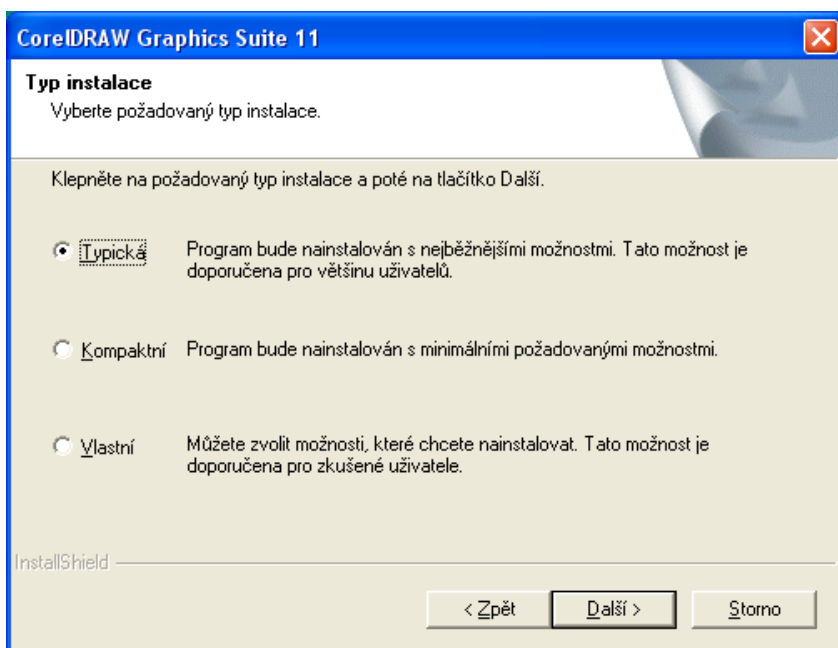 CorelDRAW Graphics Suite 11
Typ instalace
Vyberte požadovaný typ instalace.
Klepněte na požadovaný typ instalace a poté na tlačítko Další.
Typická
Program bude nainstalován s nejběžnějšími možnostmi. Tato možnost je
doporučena pro většinu uživatelů.
Kompaktní
Program bude nainstalován s minimálními požadovanými možnostmi.
Vlastní
Můžete zvolit možnosti, které chcete nainstalovat. Tato možnost je
doporučena pro zkušené uživatele.
InstallShield
< Zpět
Další >
Storno